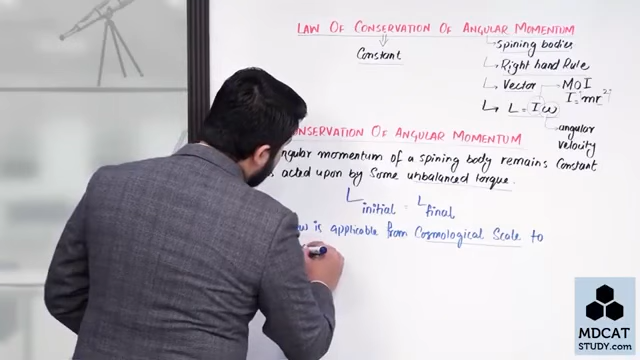 LAW OF CONSERVATION OF ANGULAR MOMENTUM
Constant
spining bodies
Right hand Rule
Vector
MOI
I = mr²
L = Iω
angular
velocity
CONSERVATION OF ANGULAR MOMENTUM
ngular momentum of a spining body remains Constant
acted upon by Some unbalanced torque.
L initial = L final
w is applicable from Cosmological Scale to
MDCAT
STUDY.com